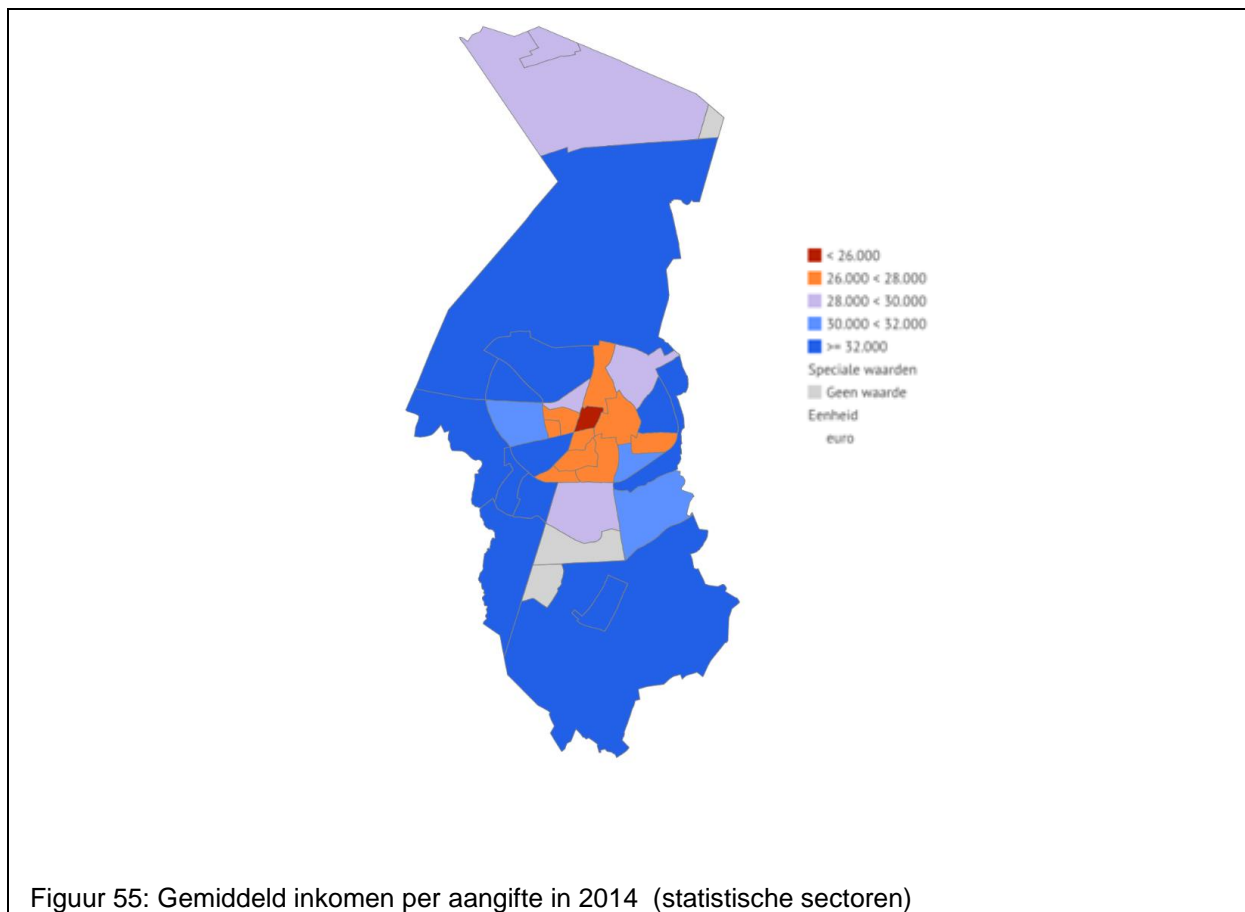 < 26.000
26.000 < 28.000
28.000 < 30.000
30.000 < 32.000
>= 32.000
Speciale waarden
Geen waarde
Eenheid
euro
Figuur 55: Gemiddeld inkomen per aangifte in 2014 (statistische sectoren)